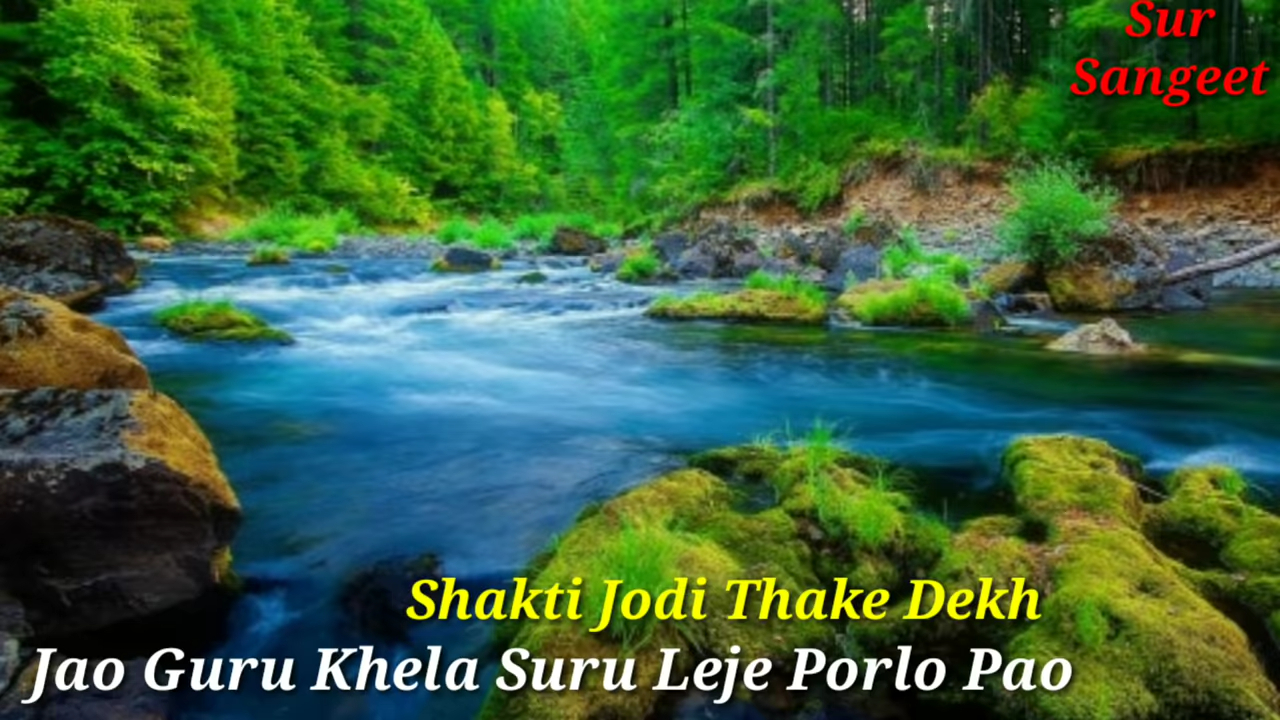 Sur
Sangeet
Shakti Jodi Thake Dekh
Jao Guru Khela Suru Leje Porlo Pao